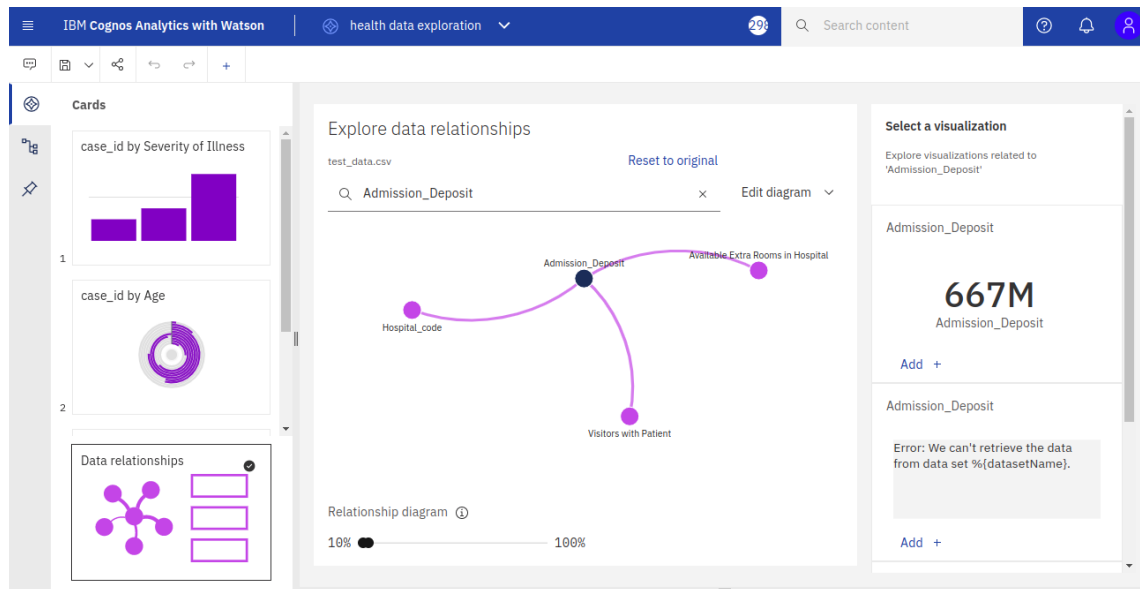 IBM Cognos Analytics with Watson
health data exploration
298
Search content
Cards
case_id by Severity of Illness
1
case_id by Age
2
Data relationships
Explore data relationships
test_data.csv
Reset to original
Admission_Deposit
Edit diagram
Admission_Deposit
Available Extra Rooms in Hospital
Hospital_code
Visitors with Patient
Relationship diagram
10%
100%
Select a visualization
Explore visualizations related to
'Admission_Deposit'
Admission_Deposit
667M
Admission_Deposit
Add +
Admission_Deposit
Error: We can't retrieve the data
from data set %{datasetName}.
Add +